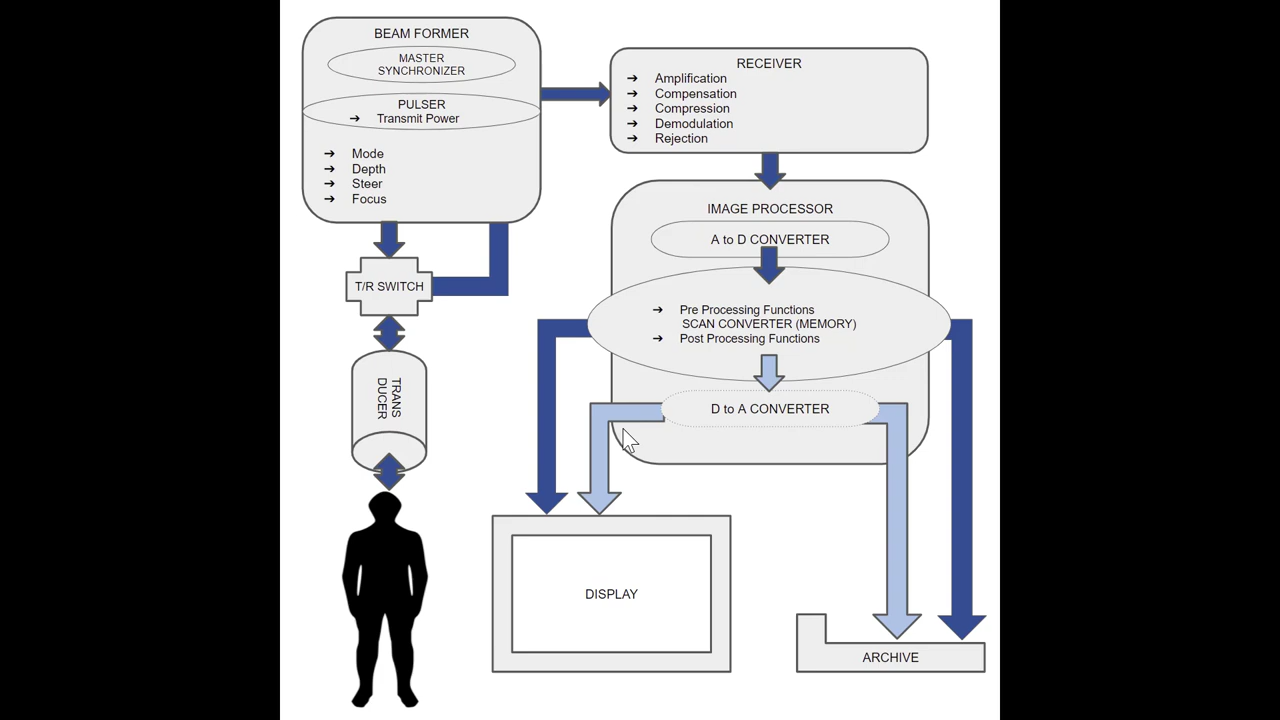 BEAM FORMER
MASTER
SYNCHRONIZER
PULSER
➔ Transmit Power
➔ Mode
➔ Depth
➔ Steer
➔ Focus
T/R SWITCH
TRANS
DUCER
RECEIVER
➔ Amplification
➔ Compensation
➔ Compression
➔ Demodulation
➔ Rejection
IMAGE PROCESSOR
A to D CONVERTER
➔ Pre Processing Functions
SCAN CONVERTER (MEMORY)
➔ Post Processing Functions
D to A CONVERTER
DISPLAY
ARCHIVE